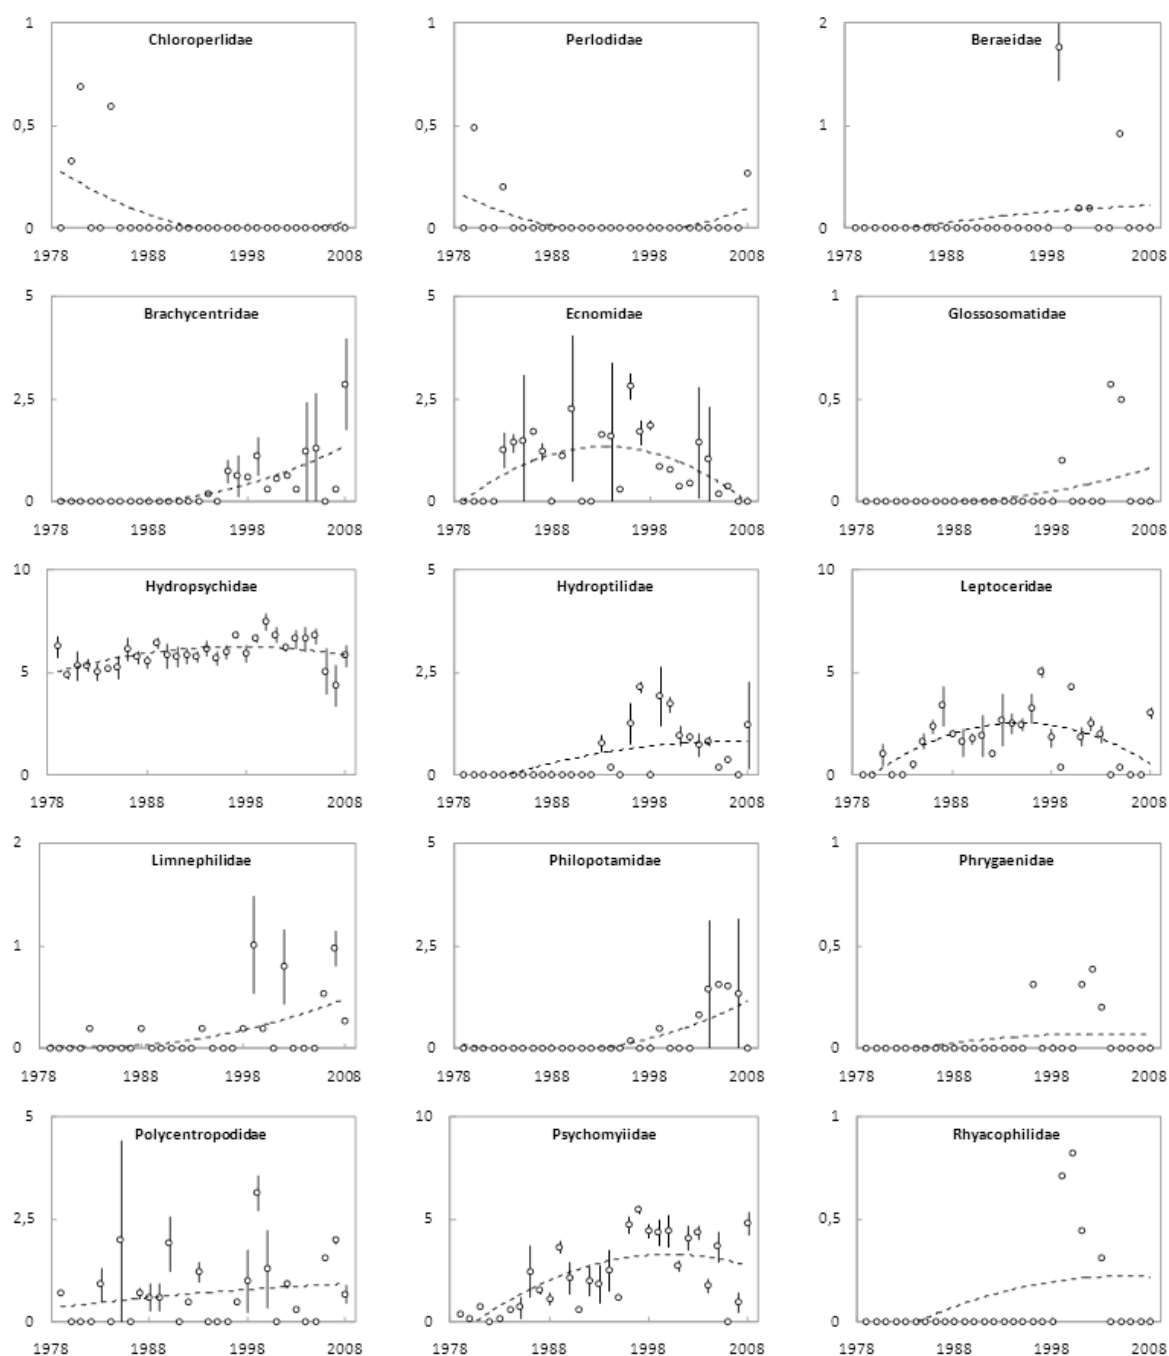 1 Chloroperlidae 1 Perlodidae 2 Beraeidae
0,5 0,5 1
0 0 0
1978 1988 1998 2008 1978 1988 1998 2008 1978 1988 1998 2008
5 Brachycentridae 5 Ecnomidae 1 Glossosomatidae
2,5 2,5 0,5
0 0 0
1978 1988 1998 2008 1978 1988 1998 2008 1978 1988 1998 2008
10 Hydropsychidae 5 Hydroptilidae 10 Leptoceridae
5 2,5 5
0 0 0
1978 1988 1998 2008 1978 1988 1998 2008 1978 1988 1998 2008
2 Limnephilidae 5 Philopotamidae 1 Phrygaenidae
1 2,5 0,5
0 0 0
1978 1988 1998 2008 1978 1988 1998 2008 1978 1988 1998 2008
5 Polycentropodidae 10 Psychomyiidae 1 Rhyacophilidae
2,5 5 0,5
0 0 0
1978 1988 1998 2008 1978 1988 1998 2008 1978 1988 1998 2008